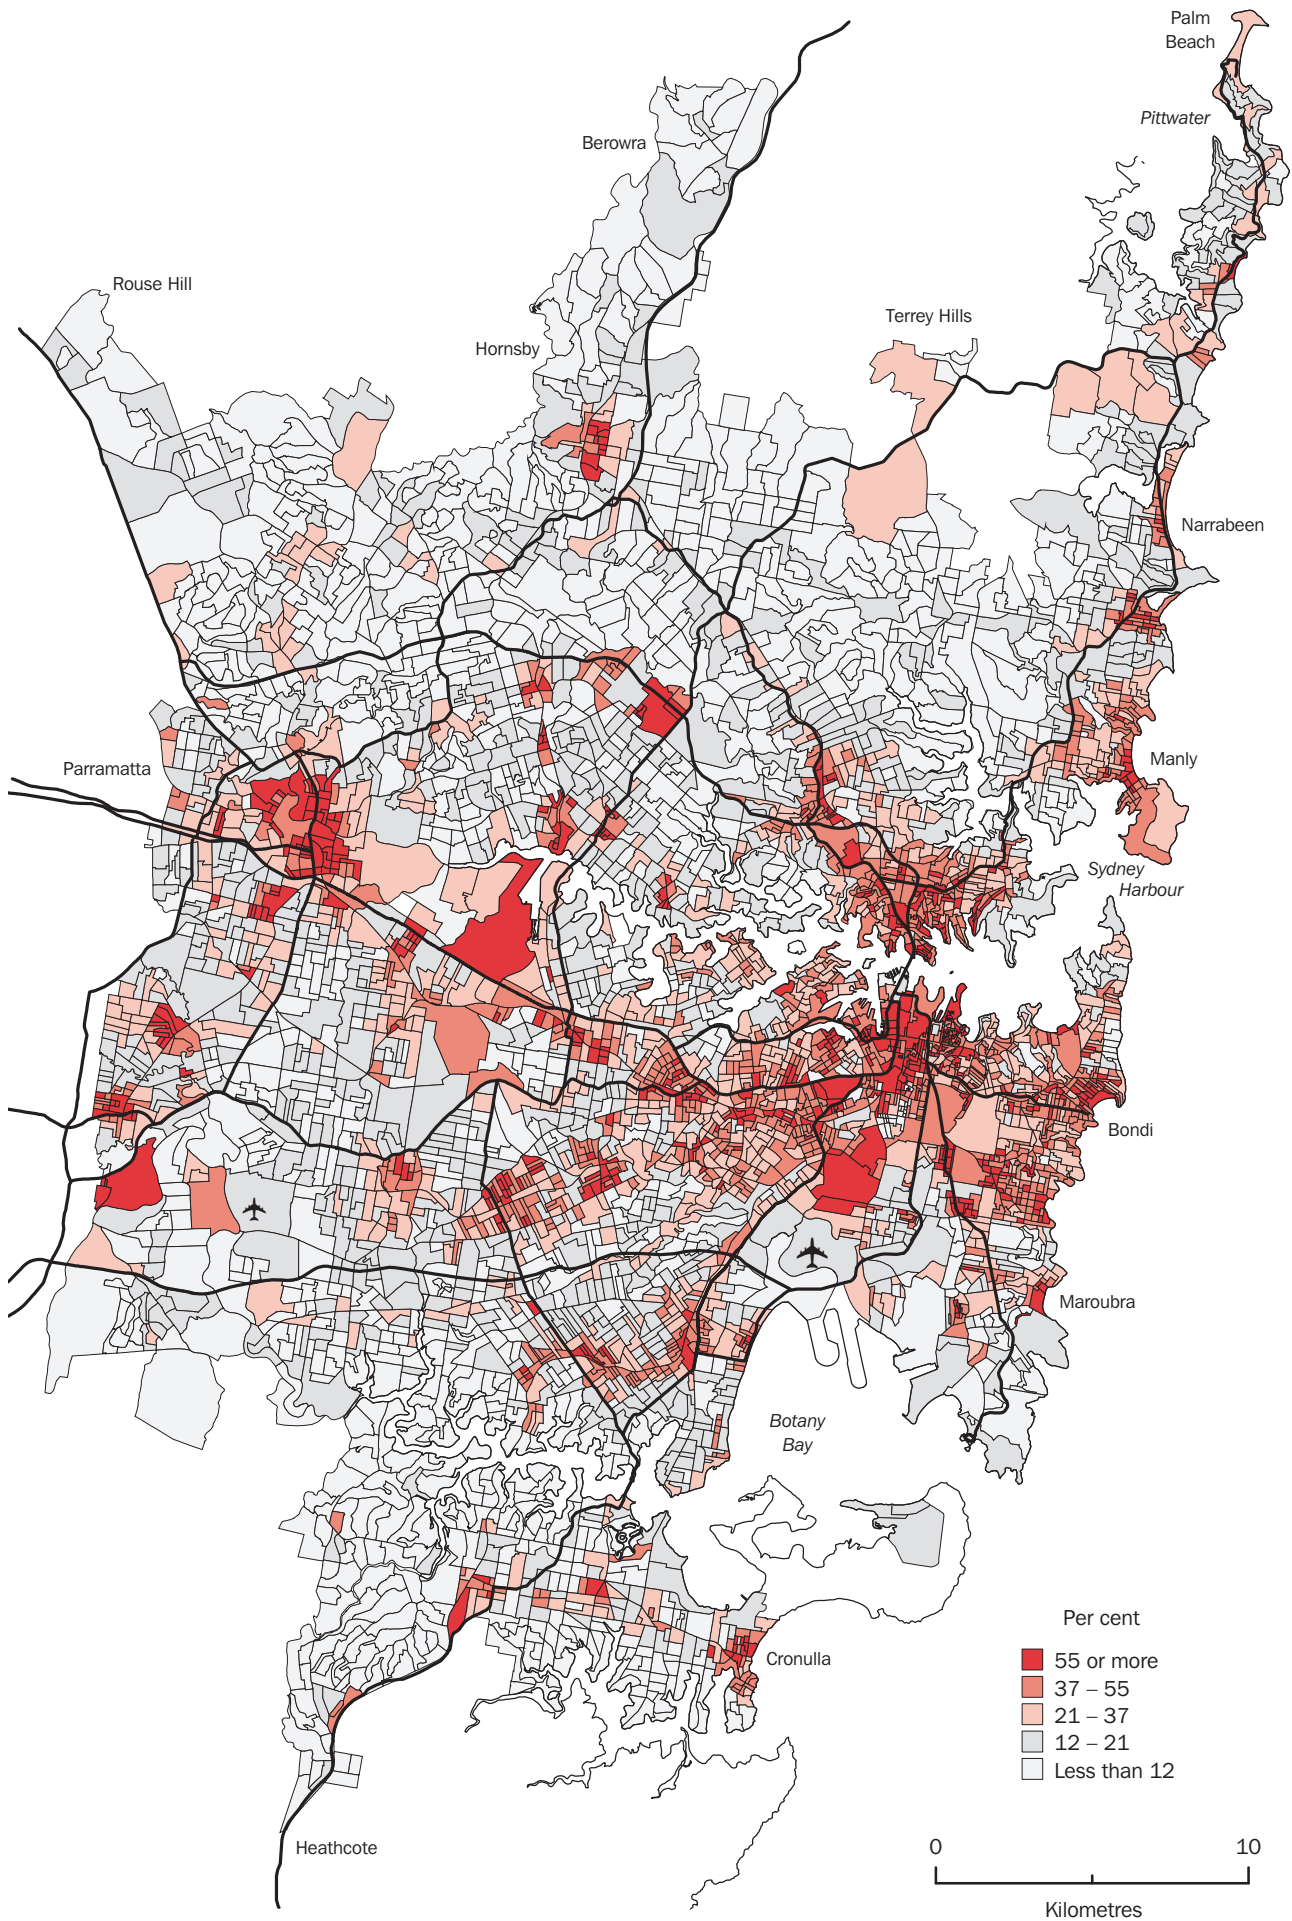 Palm
Beach
Pittwater
Berowra
Rouse Hill
Terrey Hills
Hornsby
Narrabeen
Manly
Parramatta
Sydney
Harbour
Bondi
Maroubra
Botany
Bay
Cronulla
Heathcote
Per cent
55 or more
37 – 55
21 – 37
12 – 21
Less than 12
0 10
Kilometres